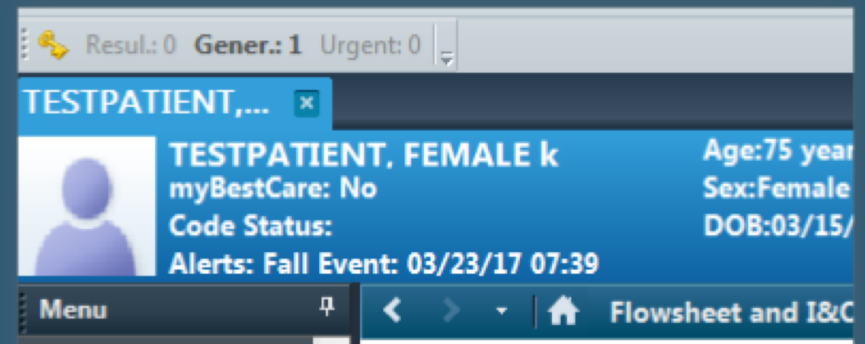 Resul.: 0 Gener.: 1 Urgent: 0
TESTPATIENT,...
TESTPATIENT, FEMALE k Age:75 year
myBestCare: No Sex:Female
Code Status: DOB:03/15/
Alerts: Fall Event: 03/23/17 07:39
Menu Flowsheet and I&C